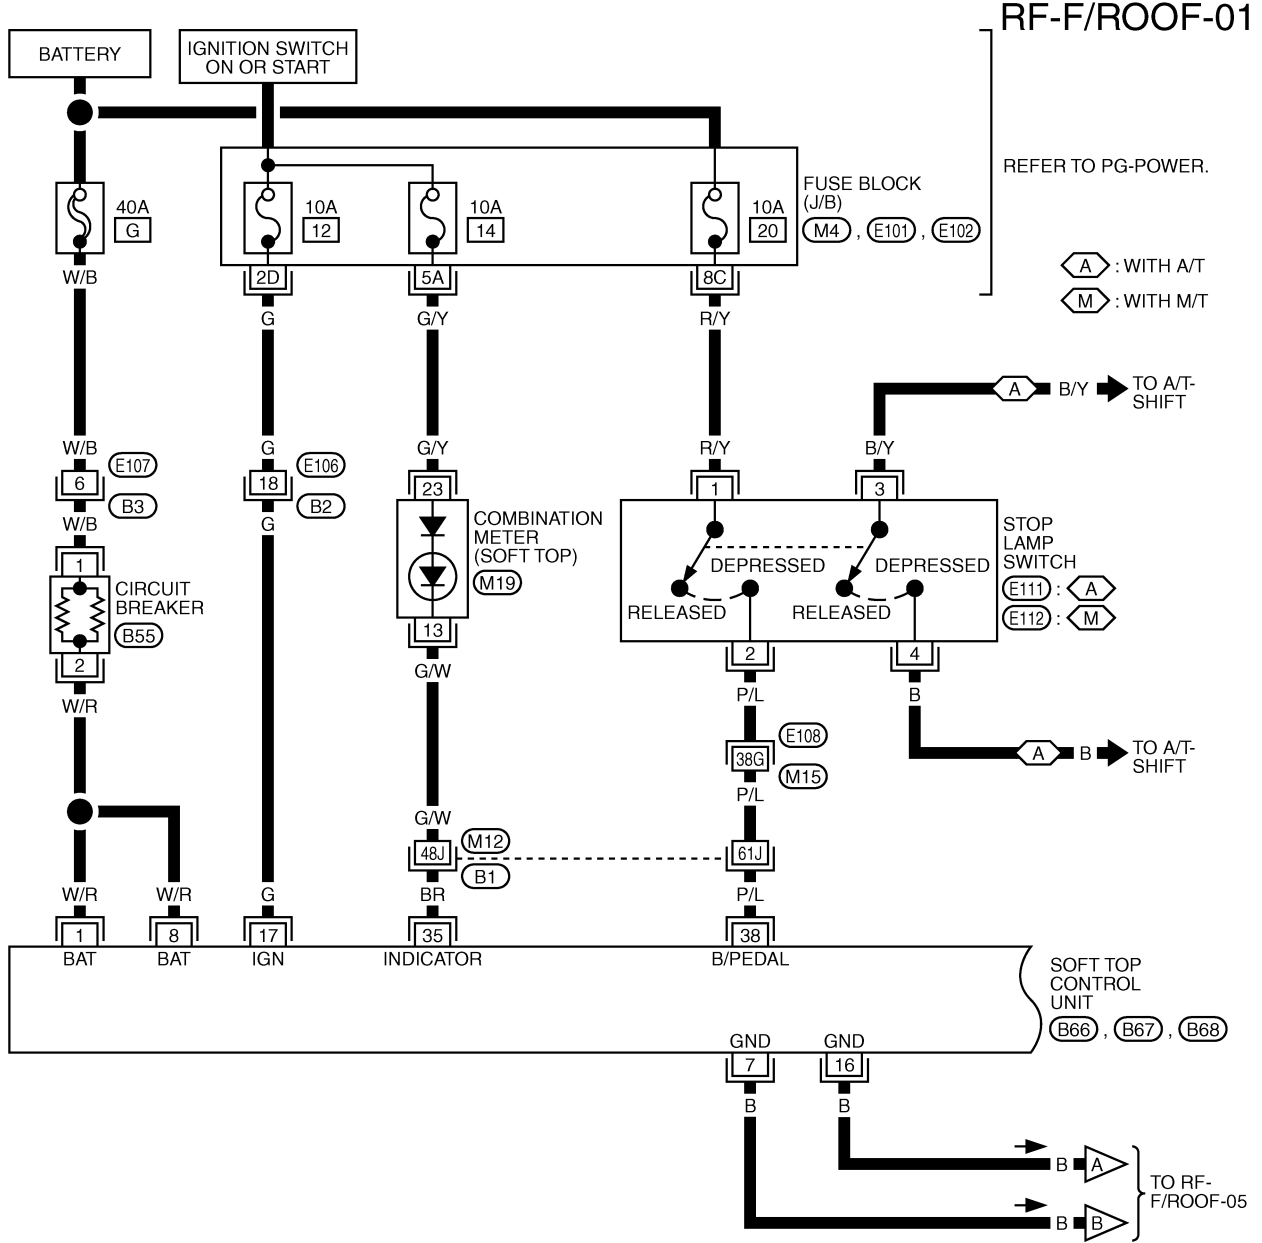 RF-F/ROOF-01
BATTERY
IGNITION SWITCH
ON OR START
REFER TO PG-POWER.
40A
G
10A
12
10A
14
10A
20
FUSE BLOCK
(J/B)
M4 , E101 , E102
A : WITH A/T
M : WITH M/T
W/B
2D
5A
8C
G
G/Y
R/Y
A
B/Y
TO A/T-
SHIFT
W/B
G
G/Y
R/Y
B/Y
6
E107
B3
18
E106
B2
23
1
3
W/B
G
COMBINATION
METER
(SOFT TOP)
M19
STOP
LAMP
SWITCH
E111 : A
E112 : M
DEPRESSED
DEPRESSED
RELEASED
RELEASED
1
CIRCUIT
BREAKER
B55
2
13
2
4
W/R
G/W
P/L
B
38G
E108
M15
A
B
TO A/T-
SHIFT
P/L
G/W
48J
M12
B1
61J
W/R
W/R
G
BR
P/L
1
8
17
35
38
BAT
BAT
IGN
INDICATOR
B/PEDAL
SOFT TOP
CONTROL
UNIT
B66 , B67 , B68
GND
GND
7
16
B
B
B
A
B
B
TO RF-
F/ROOF-05